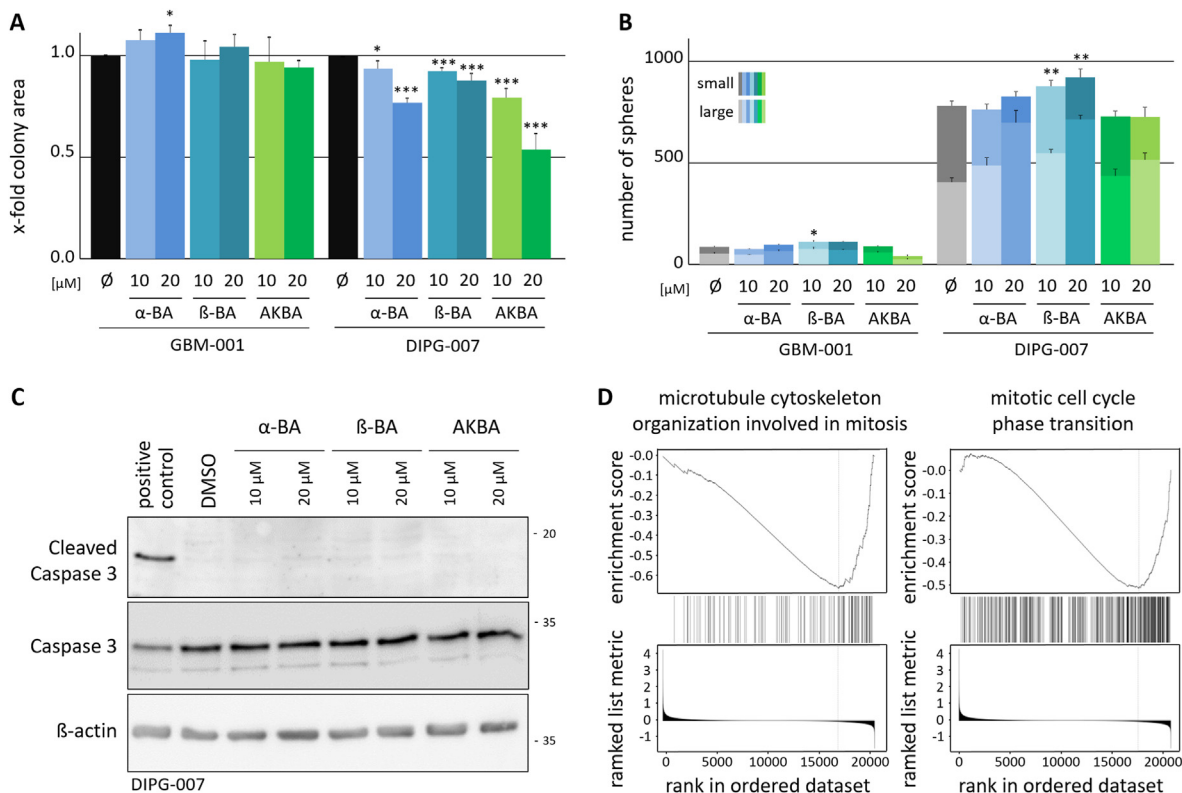 A
x-fold colony area
1.0
0.5
0.0
* * *** *** *** *** ***
[µM] Ø 10 20 10 20 10 20 Ø 10 20 10 20 10 20
α-BA ß-BA AKBA α-BA ß-BA AKBA
GBM-001 DIPG-007
B
number of spheres
1000
500
0
small
large
* ** **
[µM] Ø 10 20 10 20 10 20 Ø 10 20 10 20 10 20
α-BA ß-BA AKBA α-BA ß-BA AKBA
GBM-001 DIPG-007
C
positive
control
DMSO
α-BA ß-BA AKBA
10 µM 20 µM 10 µM 20 µM 10 µM 20 µM
Cleaved
Caspase 3
- 20
Caspase 3
- 35
ß-actin
- 35
DIPG-007
D
microtubule cytoskeleton
organization involved in mitosis
enrichment score
-0.0
-0.1
-0.2
-0.3
-0.4
-0.5
-0.6
ramked list metric
4
3
2
1
0
-1
0 5000 10000 15000 20000
rank in ordered dataset
mitotic cell cycle
phase transition
enrichment score
-0.0
-0.1
-0.2
-0.3
-0.4
-0.5
ramked list metric
4
3
2
1
0
-1
0 5000 10000 15000 20000
rank in ordered dataset